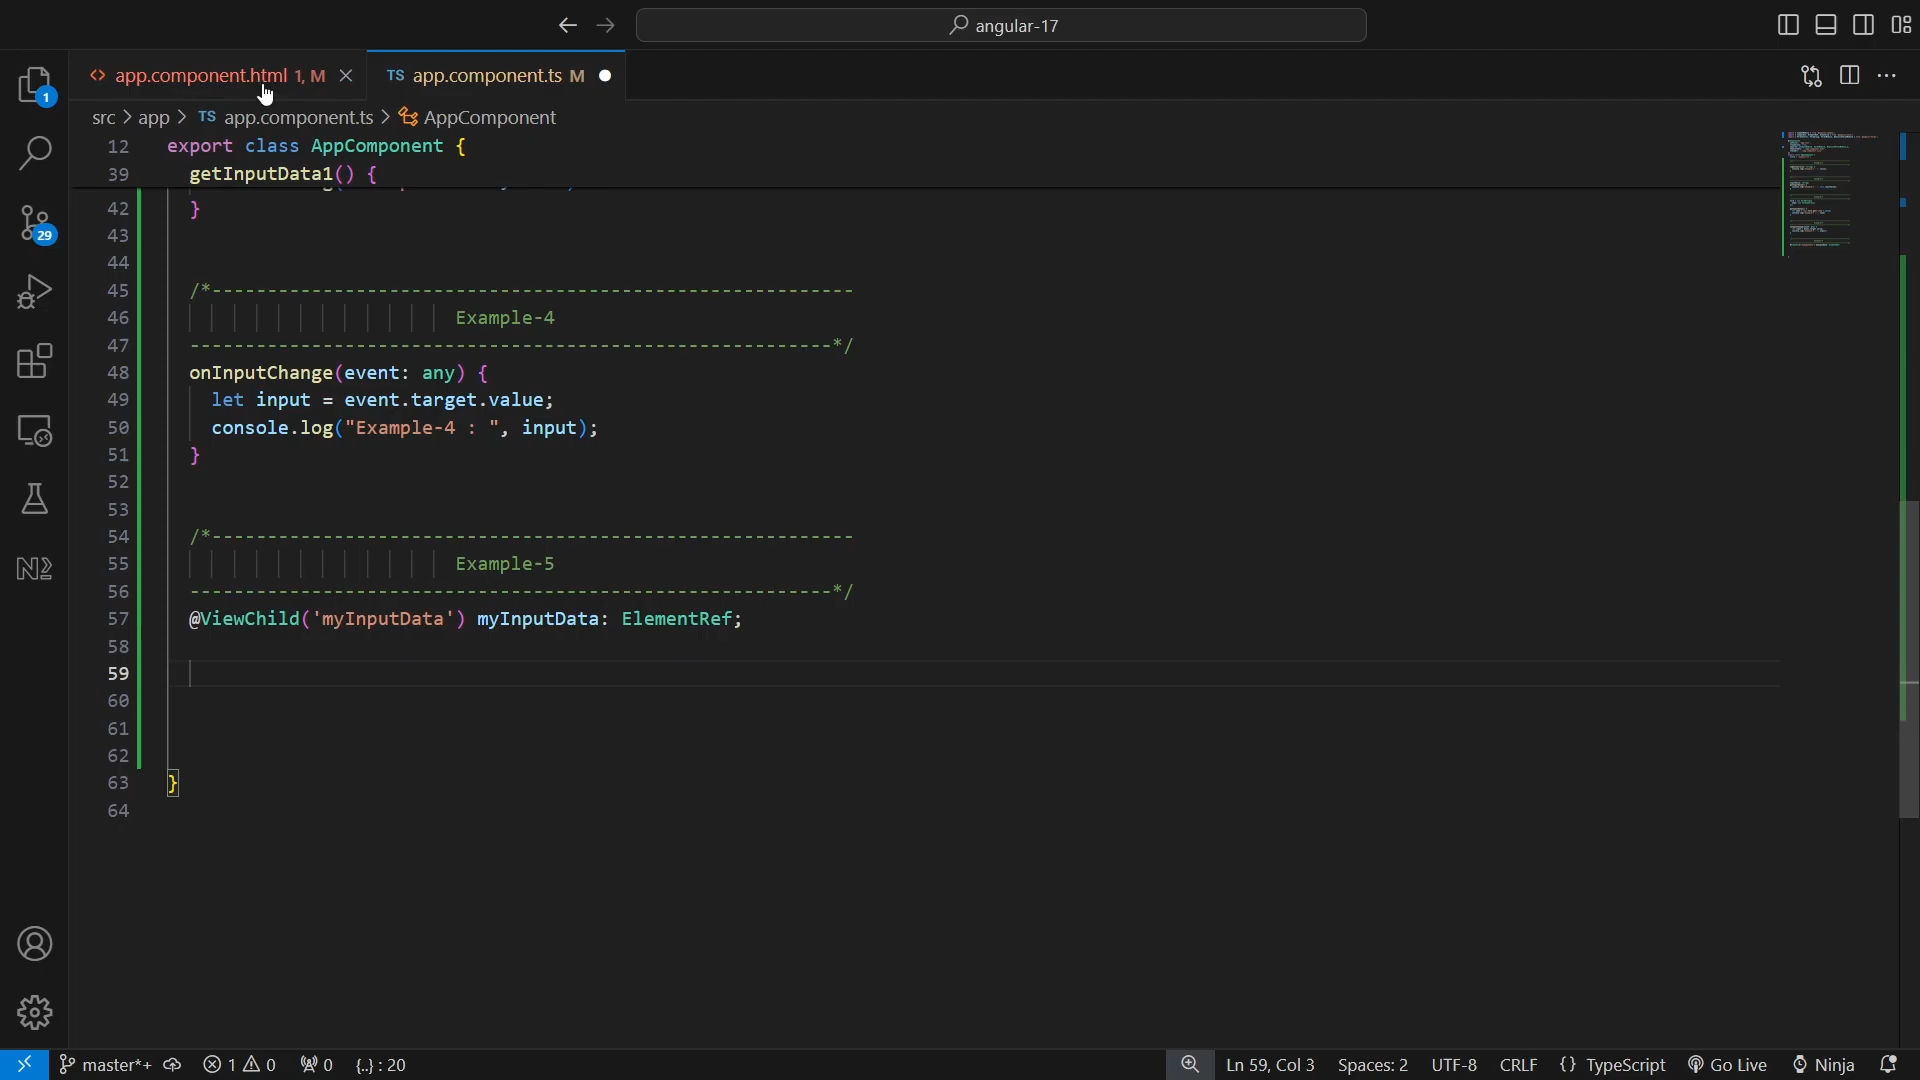 angular-17
app.component.html 1, M
TS app.component.ts M
src > app > TS app.component.ts > AppComponent
12 export class AppComponent {
39 getInputData1() {
42 }
43
44
45 /*----------------------------------------------------------
46 Example-4
47 ----------------------------------------------------------*/
48 onInputChange(event: any) {
49 let input = event.target.value;
50 console.log("Example-4 : ", input);
51 }
52
53
54 /*----------------------------------------------------------
55 Example-5
56 ----------------------------------------------------------*/
57 @ViewChild('myInputData') myInputData: ElementRef;
58
59
60
61
62
63 }
64
1
29
master*+ 1 0 0 {..} : 20 Ln 59, Col 3 Spaces: 2 UTF-8 CRLF {} TypeScript Go Live Ninja